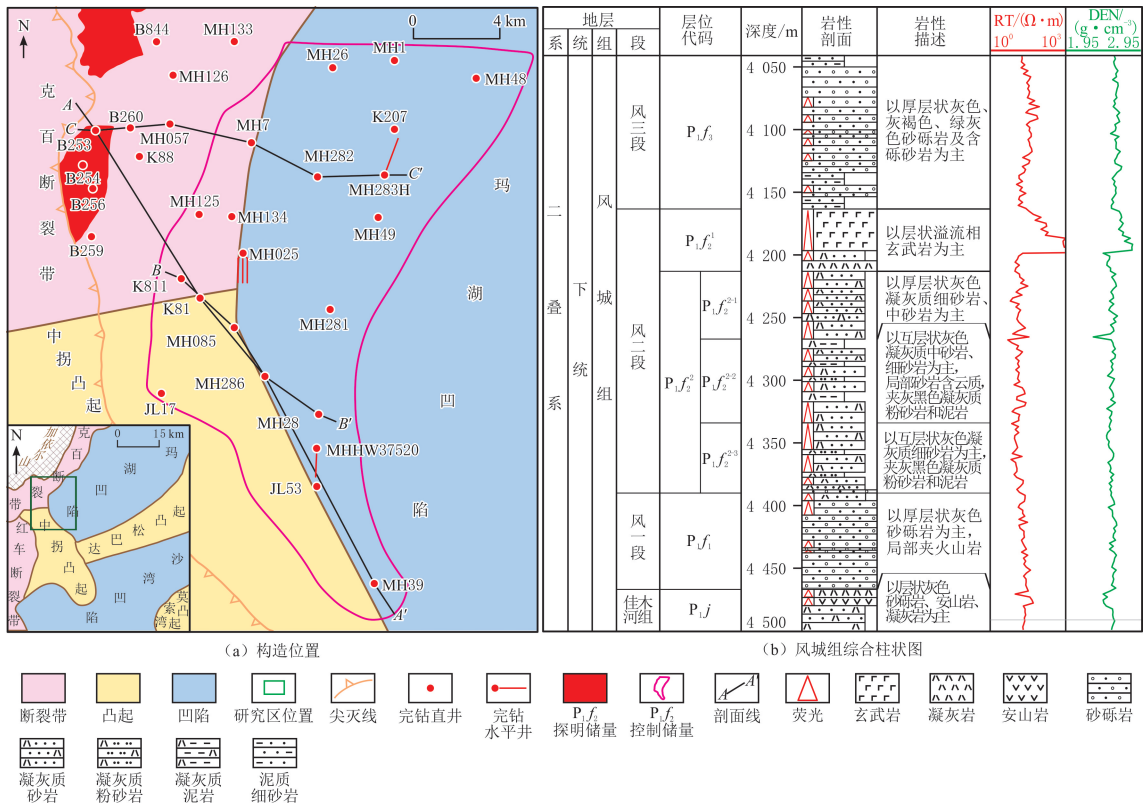 N
0 4 km
B844
MH133
MH26
MH1
MH126
MH48
克百断裂带
A
C
B260
MH057
MH7
K207
B253
K88
MH282
B254
MH283H
C′
B256
MH125
MH134
MH49
玛湖凹陷
B259
MH025
B
K811
K81
MH281
MH085
中拐凸起
MH286
JL17
MH28
B′
MHHW37520
JL53
MH39
A′
N
0 15 km
克百断裂带
玛湖凹陷
中拐凸起
达巴松凸起
红车断裂带
沙湾凹陷
莫索湾凸起
(a) 构造位置
地层
系 统 组 段
层位代码
深度/m
岩性剖面
岩性描述
RT/(Ω·m)
10⁰ 10³
DEN/(g·cm⁻³)
1.95 2.95
二叠系
下统
风城组
风三段
P₁f₃
风二段
P₁f₂¹
P₁f₂²
P₁f₂²⁻¹
P₁f₂²⁻²
P₁f₂²⁻³
风一段
P₁f₁
佳木河组
P₁j
4 050
4 100
4 150
4 200
4 250
4 300
4 350
4 400
4 450
4 500
以厚层状灰色、
灰褐色、绿灰
色砂砾岩及含
砾砂岩为主
以层状溢流相
玄武岩为主
以厚层状灰色
凝灰质细砂岩、
中砂岩为主
以互层状灰色
凝灰质中砂岩、
细砂岩为主,
局部砂岩含云质,
夹灰黑色凝灰质
粉砂岩和泥岩
以互层状灰色凝
灰质细砂岩为主,
夹灰黑色凝灰质
粉砂岩和泥岩
以厚层状灰色
砂砾岩为主,
局部夹火山岩
以层状灰色
砂砾岩、安山岩、
凝灰岩为主
(b) 风城组综合柱状图
断裂带
凸起
凹陷
研究区位置
尖灭线
完钻直井
完钻
水平井
P₁f₂
探明储量
P₁f₂
控制储量
A A′
剖面线
荧光
玄武岩
凝灰岩
安山岩
砂砾岩
凝灰质
砂岩
凝灰质
粉砂岩
凝灰质
泥岩
泥质
细砂岩